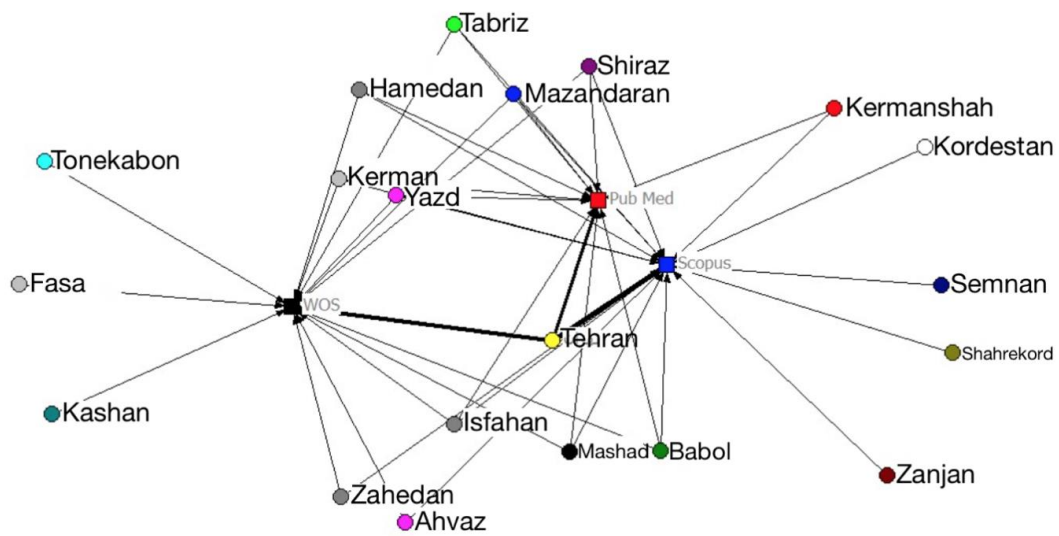 Tabriz
Shiraz
Hamedan
Mazandaran
Kermanshah
Kordestan
Tonekabon
Kerman
Yazd
Pub Med
Scopus
Fasa
Semnan
WOS
Tehran
Shahrekord
Kashan
Isfahan
Mashad
Babol
Zanjan
Zahedan
Ahvaz